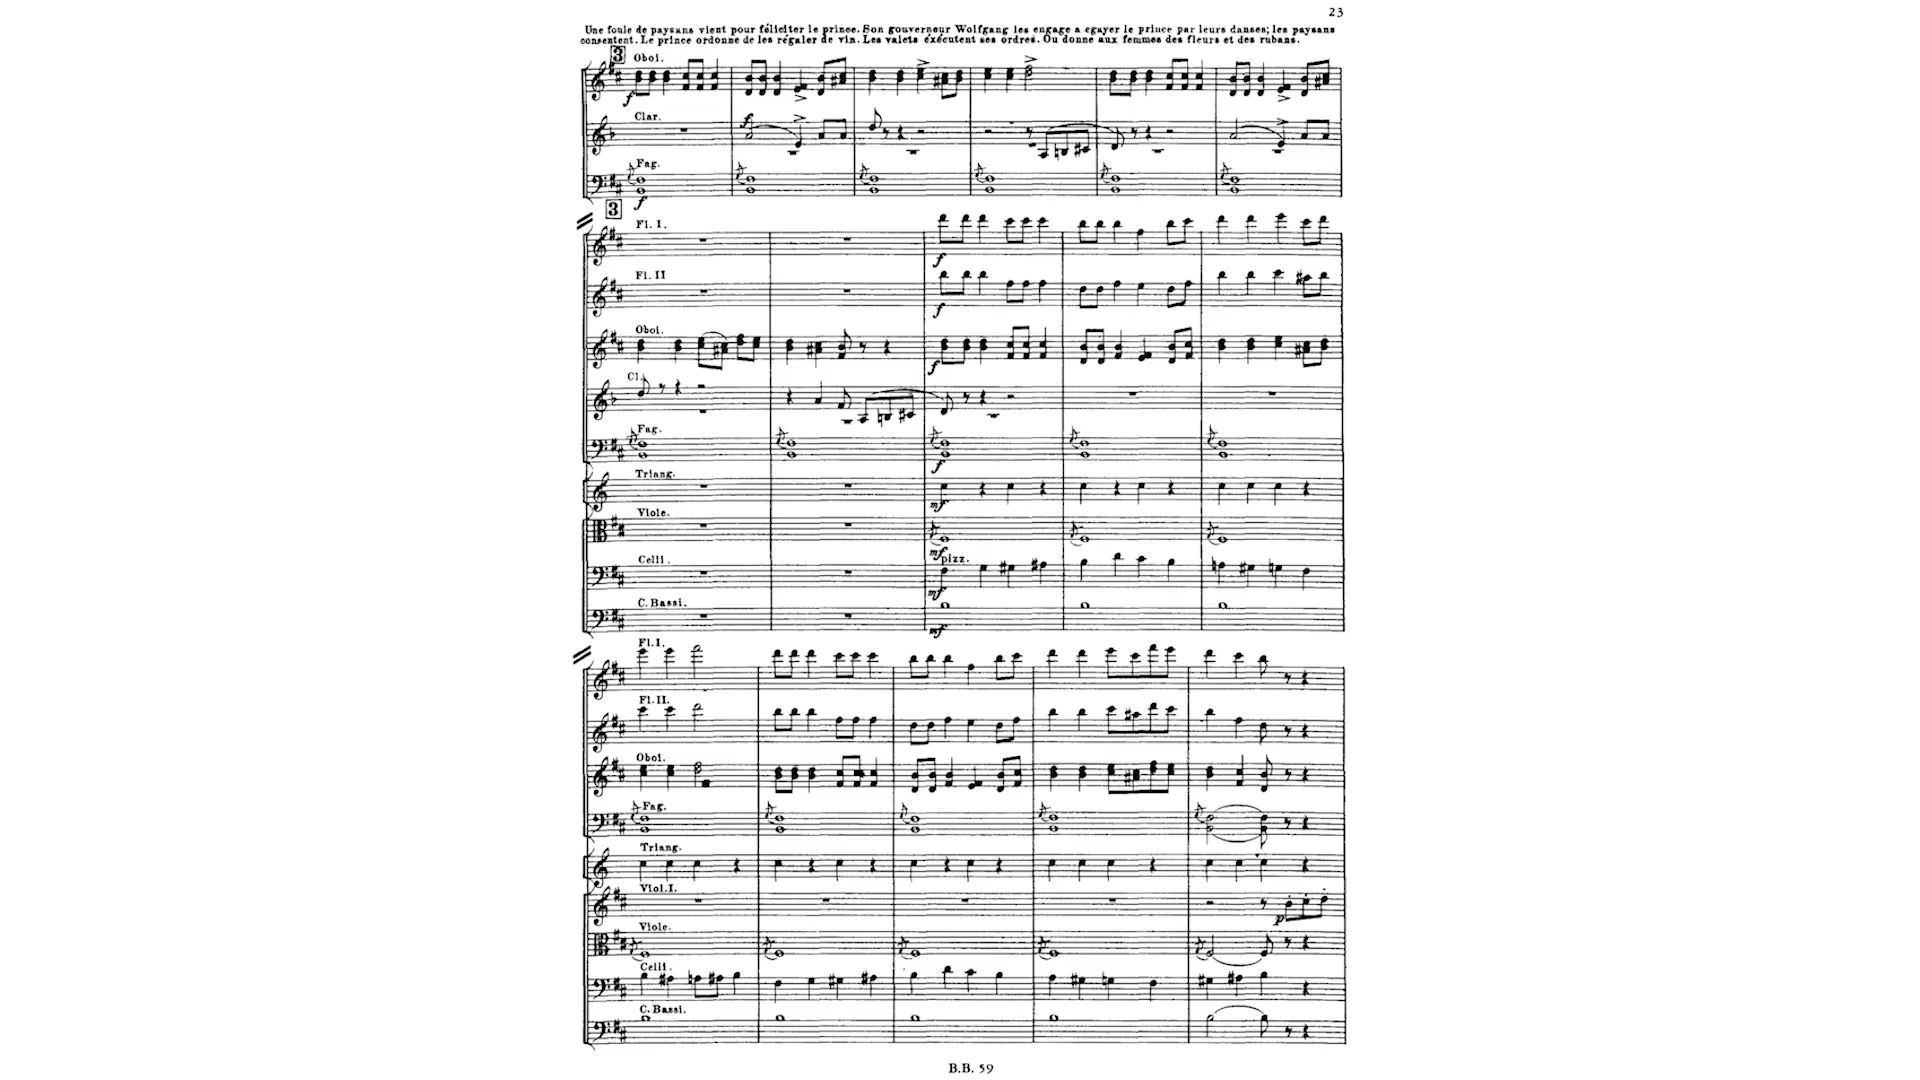 23
Une foule de paysans vient pour féliciter le prince. Son gouverneur Wolfgang les engage a egayer le prince par leurs danses; les paysans
consentent. Le prince ordonne de les régaler de vin. Les valets éxécutent ses ordres. Ou donne aux femmes des fleurs et des rubans.
3
Oboi.
f
Clar.
f
Fag.
f
3
Fl. I.
f
Fl. II
f
Oboi.
f
Cl.
Fag.
f
Triang.
mf
Viole.
mf
Celli.
pizz.
mf
C. Bassi.
mf
Fl. I.
Fl. II.
Oboi.
Fag.
Triang.
Viol. I.
p
Viole.
Celli.
C. Bassi.
B.B. 59